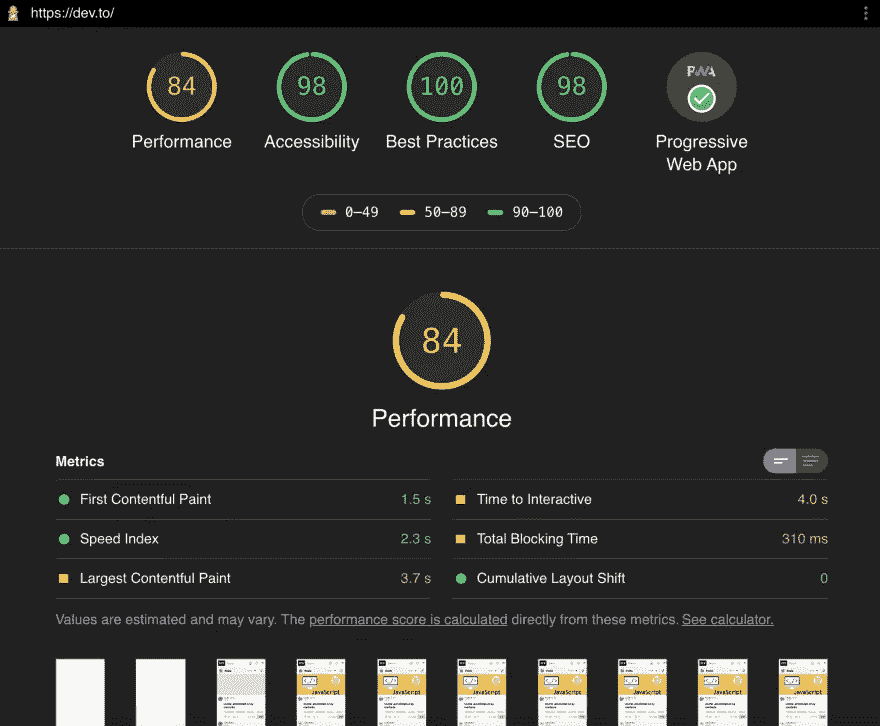 https://dev.to/
84
98
100
98
PWA
Performance
Accessibility
Best Practices
SEO
Progressive
Web App
0–49
50–89
90–100
84
Performance
Metrics
First Contentful Paint
1.5 s
Time to Interactive
4.0 s
Speed Index
2.3 s
Total Blocking Time
310 ms
Largest Contentful Paint
3.7 s
Cumulative Layout Shift
0
Values are estimated and may vary. The performance score is calculated directly from these metrics. See calculator.
JavaScript
JavaScript
JavaScript
JavaScript
JavaScript
JavaScript
JavaScript